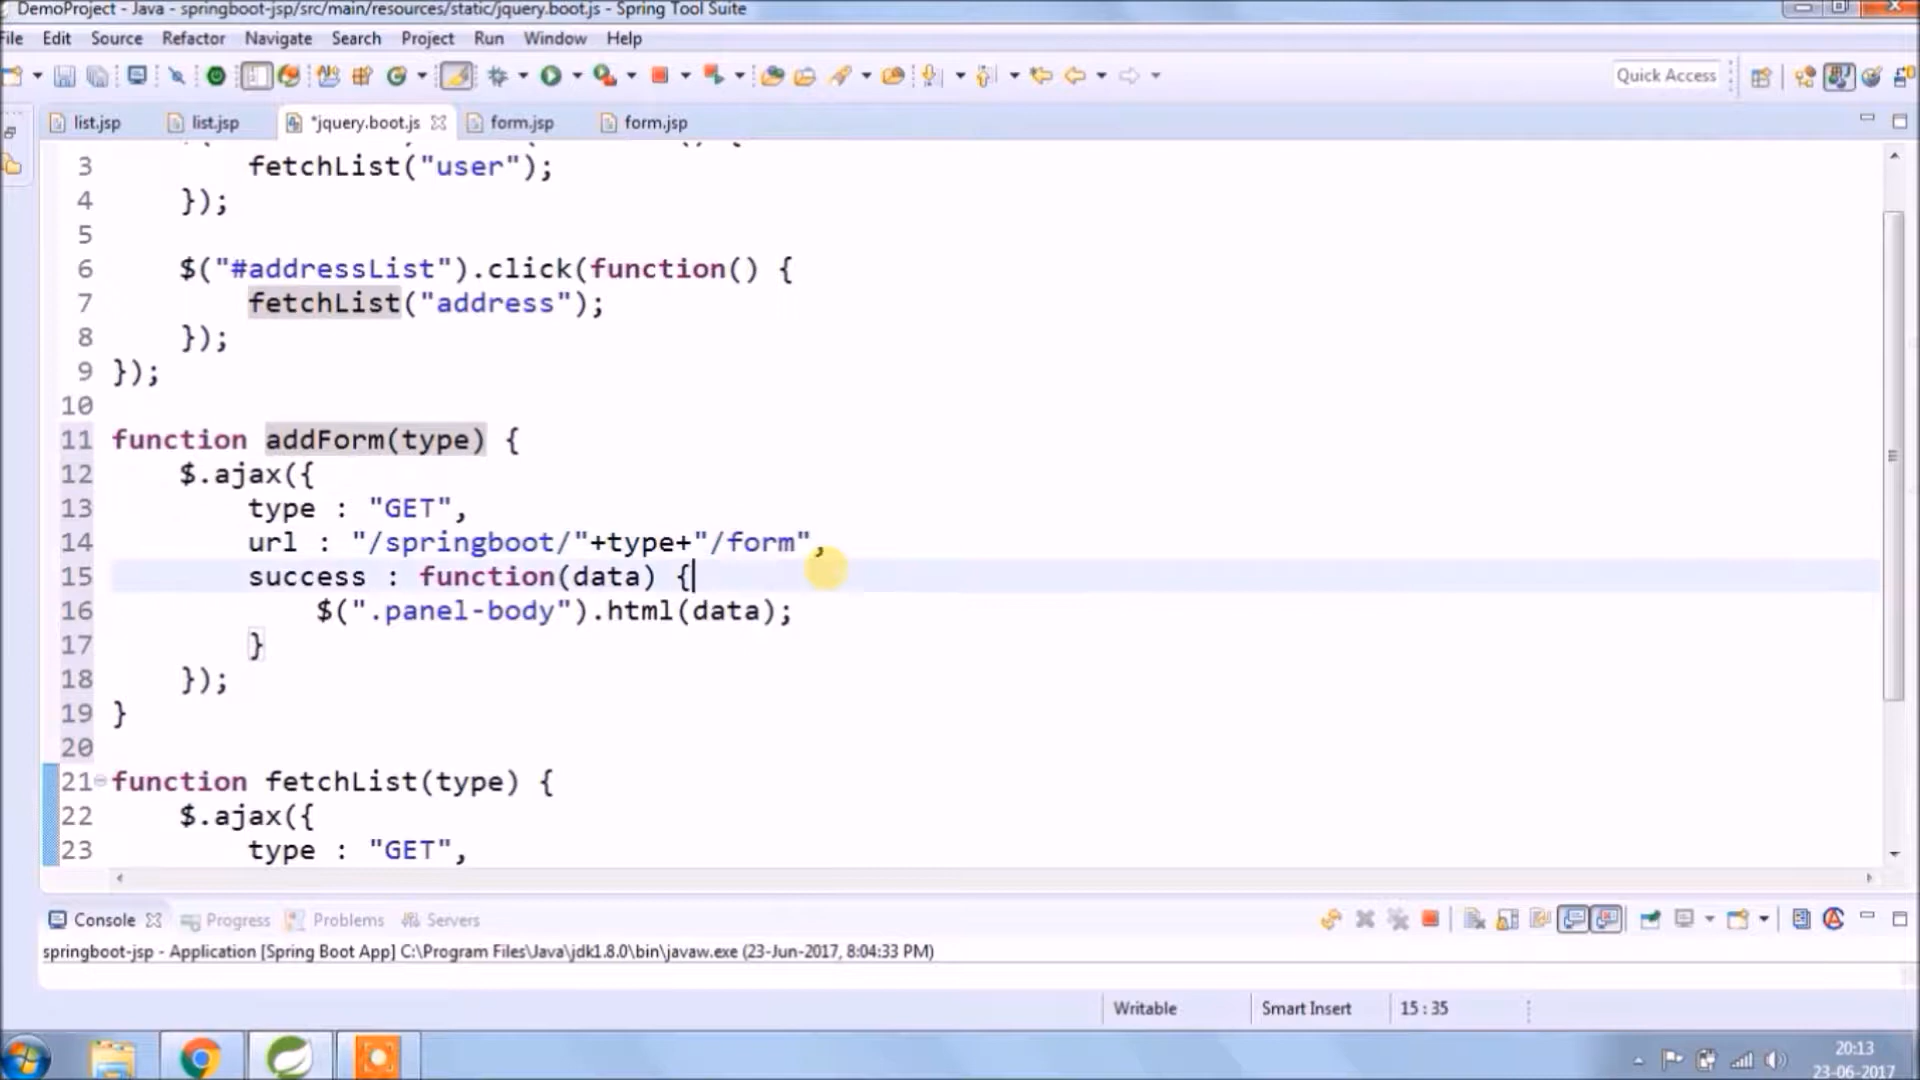 DemoProject - Java - springboot-jsp/src/main/resources/static/jquery.boot.js - Spring Tool Suite
File Edit Source Refactor Navigate Search Project Run Window Help
Quick Access
list.jsp list.jsp *jquery.boot.js form.jsp form.jsp
3 fetchList("user");
4 });
5
6 $("#addressList").click(function() {
7 fetchList("address");
8 });
9 });
10
11 function addForm(type) {
12 $.ajax({
13 type : "GET",
14 url : "/springboot/"+type+"/form",
15 success : function(data) {
16 $(".panel-body").html(data);
17 }
18 });
19 }
20
21 function fetchList(type) {
22 $.ajax({
23 type : "GET",
Console Progress Problems Servers
springboot-jsp - Application [Spring Boot App] C:\Program Files\Java\jdk1.8.0\bin\javaw.exe (23-Jun-2017, 8:04:33 PM)
Writable Smart Insert 15 : 35
20:13
23-06-2017